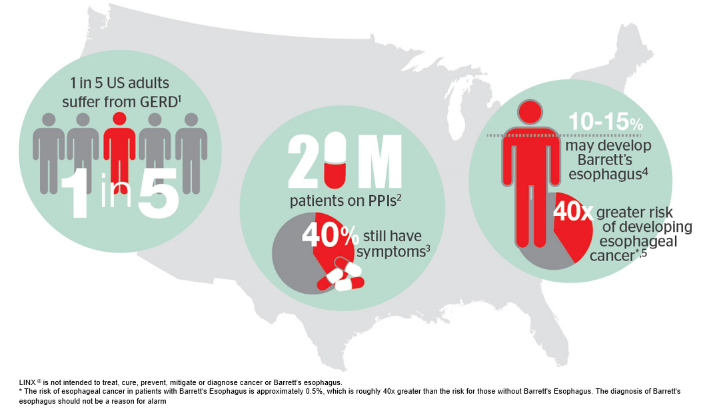 1 in 5 US adults
suffer from GERD1
1 in 5
20 M
patients on PPIs2
40% still have
symptoms3
10-15%
may develop
Barrett's
esophagus4
40x greater risk
of developing
esophageal
cancer*,5
LINX ® is not intended to treat, cure, prevent, mitigate or diagnose cancer or Barrett's esophagus.
* The risk of esophageal cancer in patients with Barrett's Esophagus is approximately 0.5%, which is roughly 40x greater than the risk for those without Barrett's Esophagus. The diagnosis of Barrett's
esophagus should not be a reason for alarm